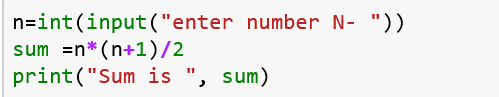 n=int(input("enter number N- "))
sum =n*(n+1)/2
print("Sum is ", sum)